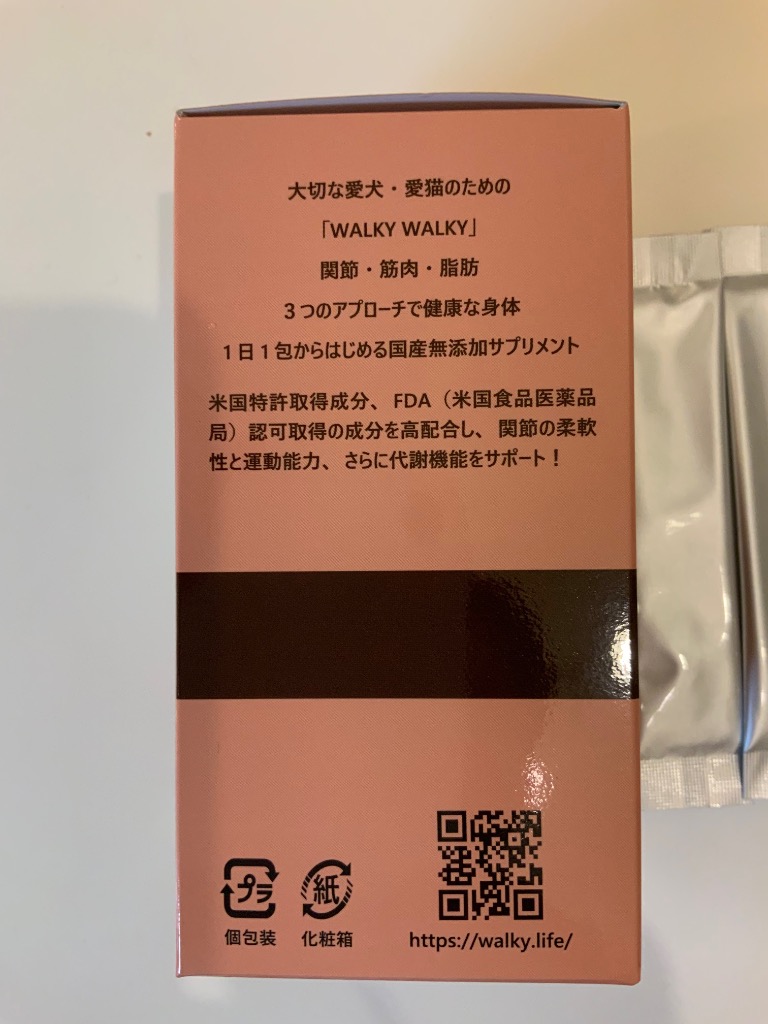 大切な愛犬・愛猫のための
「WALKY WALKY」
関節・筋肉・脂肪
３つのアプローチで健康な身体
１日１包からはじめる国産無添加サプリメント
米国特許取得成分、FDA（米国食品医薬品
局）認可取得の成分を高配合し、関節の柔軟
性と運動能力、さらに代謝機能をサポート！
プラ 紙
個包装 化粧箱 https://walky.life/